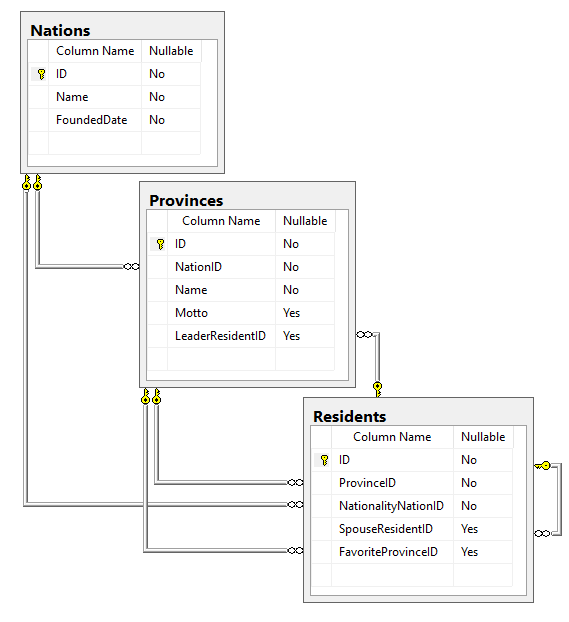 Nations
Column Name Nullable
ID No
Name No
FoundedDate No
Provinces
Column Name Nullable
ID No
NationID No
Name No
Motto Yes
LeaderResidentID Yes
Residents
Column Name Nullable
ID No
ProvinceID No
NationalityNationID No
SpouseResidentID Yes
FavoriteProvinceID Yes